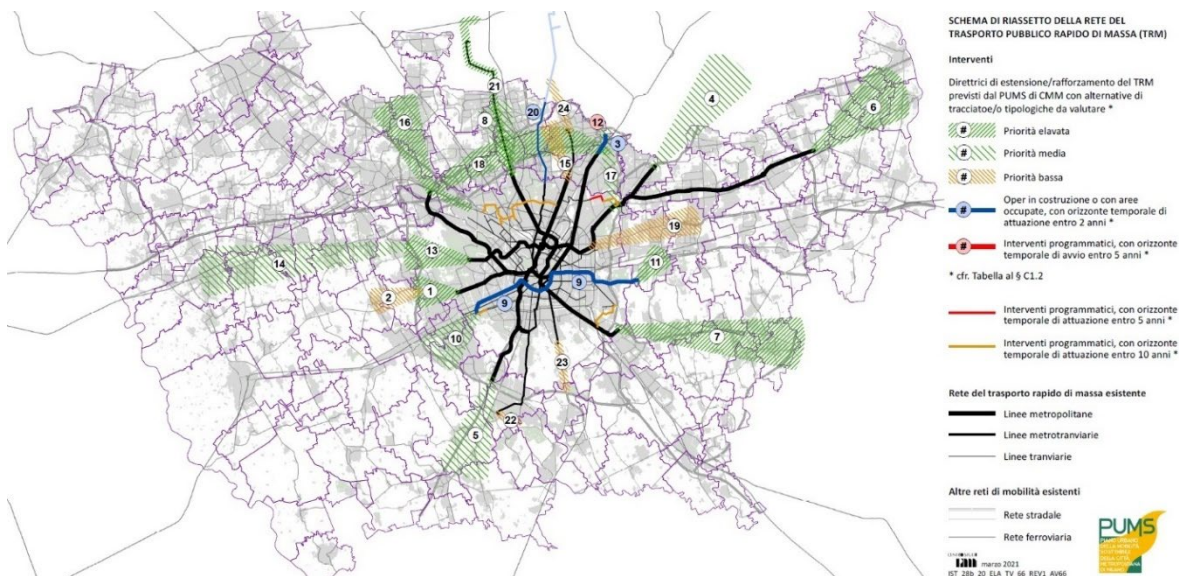 SCHEMA DI RIASSETTO DELLA RETE DEL
TRASPORTO PUBBLICO RAPIDO DI MASSA (TRM)
Interventi
Direttrici di estensione/rafforzamento del TRM
previsti dal PUMS di CMM con alternative di
tracciatoe/o tipologiche da valutare *
# Priorità elevata
# Priorità media
# Priorità bassa
# Oper in costruzione o con aree
occupate, con orizzonte temporale di
attuazione entro 2 anni *
# Interventi programmatici, con orizzonte
temporale di avvio entro 5 anni *
* cfr. Tabella al § C1.2
Interventi programmatici, con orizzonte
temporale di attuazione entro 5 anni *
Interventi programmatici, con orizzonte
temporale di attuazione entro 10 anni *
Rete del trasporto rapido di massa esistente
Linee metropolitane
Linee metrotranviarie
Linee tranviarie
Altre reti di mobilità esistenti
Rete stradale
Rete ferroviaria
marzo 2021
IST_28b_20_ELA_TV_66_REV1_AV66
PUMS
21
8
20
24
12
3
4
6
16
18
15
17
19
13
14
11
1
2
9
9
10
7
23
22
5